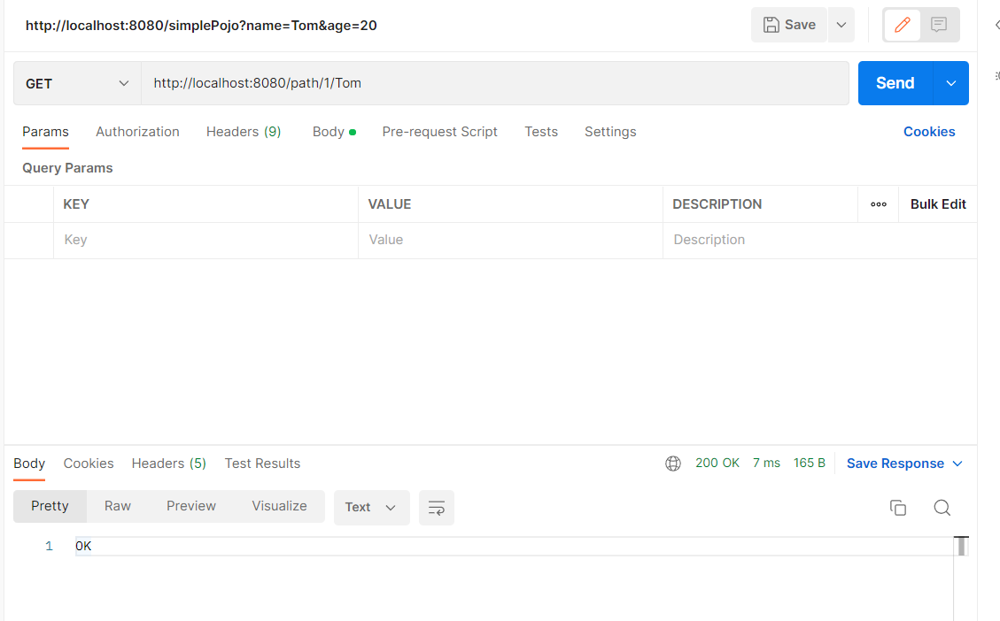 http://localhost:8080/simplePojo?name=Tom&age=20 Save
GET http://localhost:8080/path/1/Tom Send
Params Authorization Headers (9) Body Pre-request Script Tests Settings Cookies
Query Params
KEY VALUE DESCRIPTION Bulk Edit
Key Value Description
Body Cookies Headers (5) Test Results 200 OK 7 ms 165 B Save Response
Pretty Raw Preview Visualize Text
1 OK